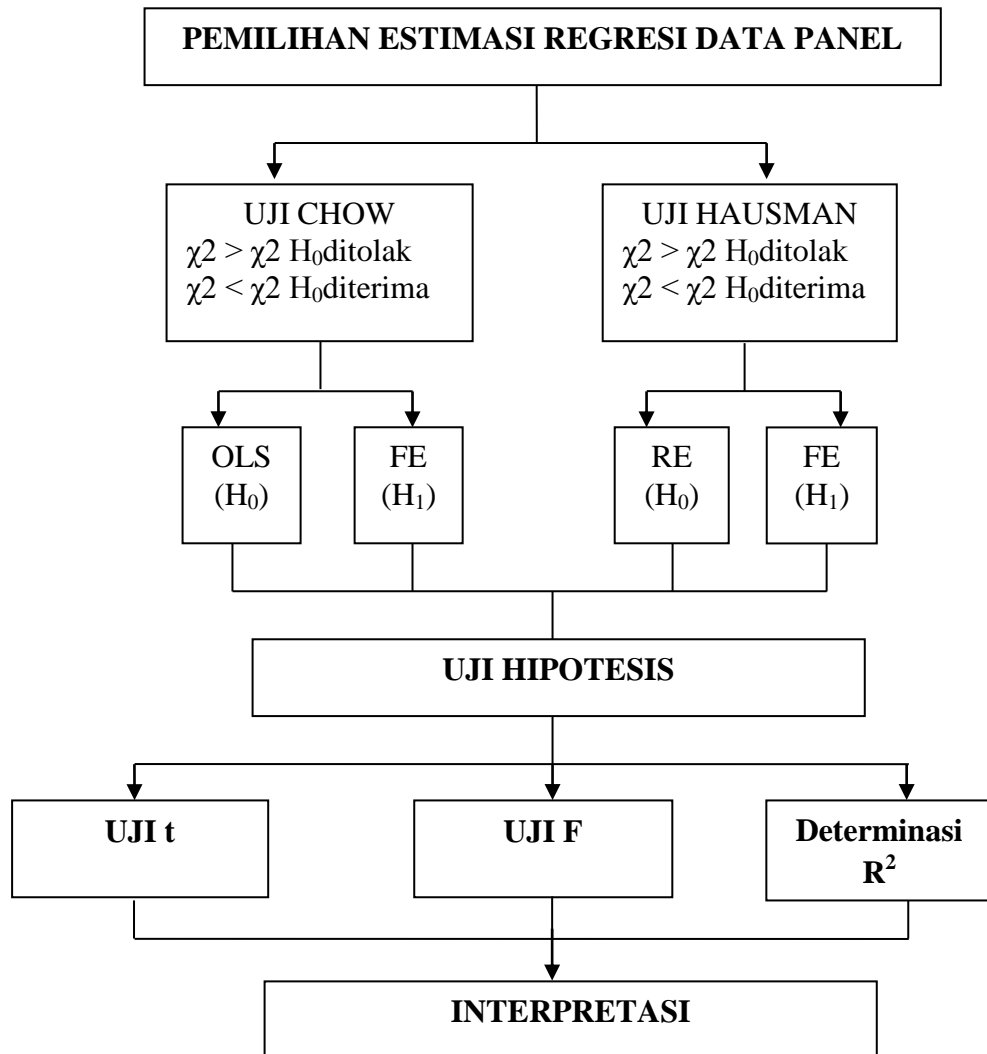 PEMILIHAN ESTIMASI REGRESI DATA PANEL
UJI CHOW
χ2 > χ2 H₀ditolak
χ2 < χ2 H₀diterima
UJI HAUSMAN
χ2 > χ2 H₀ditolak
χ2 < χ2 H₀diterima
OLS
(H₀)
FE
(H₁)
RE
(H₀)
FE
(H₁)
UJI HIPOTESIS
UJI t
UJI F
Determinasi
R²
INTERPRETASI